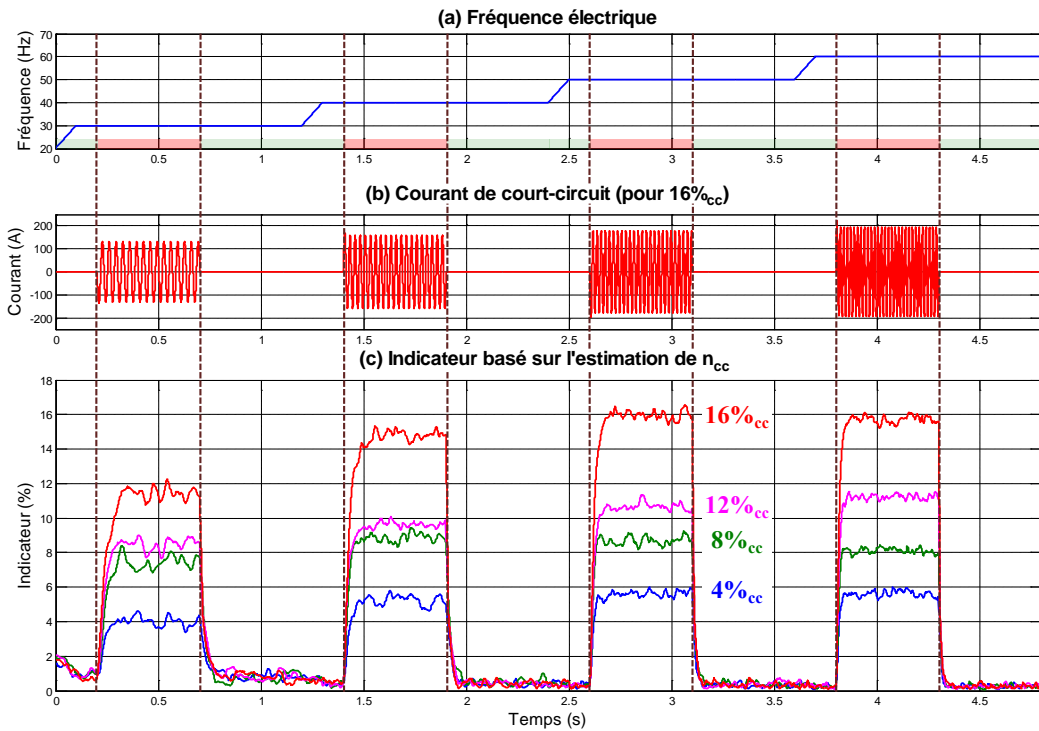 (a) Fréquence électrique
Fréquence (Hz)
70
60
50
40
30
20
0 0.5 1 1.5 2 2.5 3 3.5 4 4.5
(b) Courant de court-circuit (pour 16%cc)
Courant (A)
200
100
0
-100
-200
0 0.5 1 1.5 2 2.5 3 3.5 4 4.5
(c) Indicateur basé sur l'estimation de ncc
Indicateur (%)
18
16
14
12
10
8
6
4
2
0
16%cc
12%cc
8%cc
4%cc
0 0.5 1 1.5 2 2.5 3 3.5 4 4.5
Temps (s)